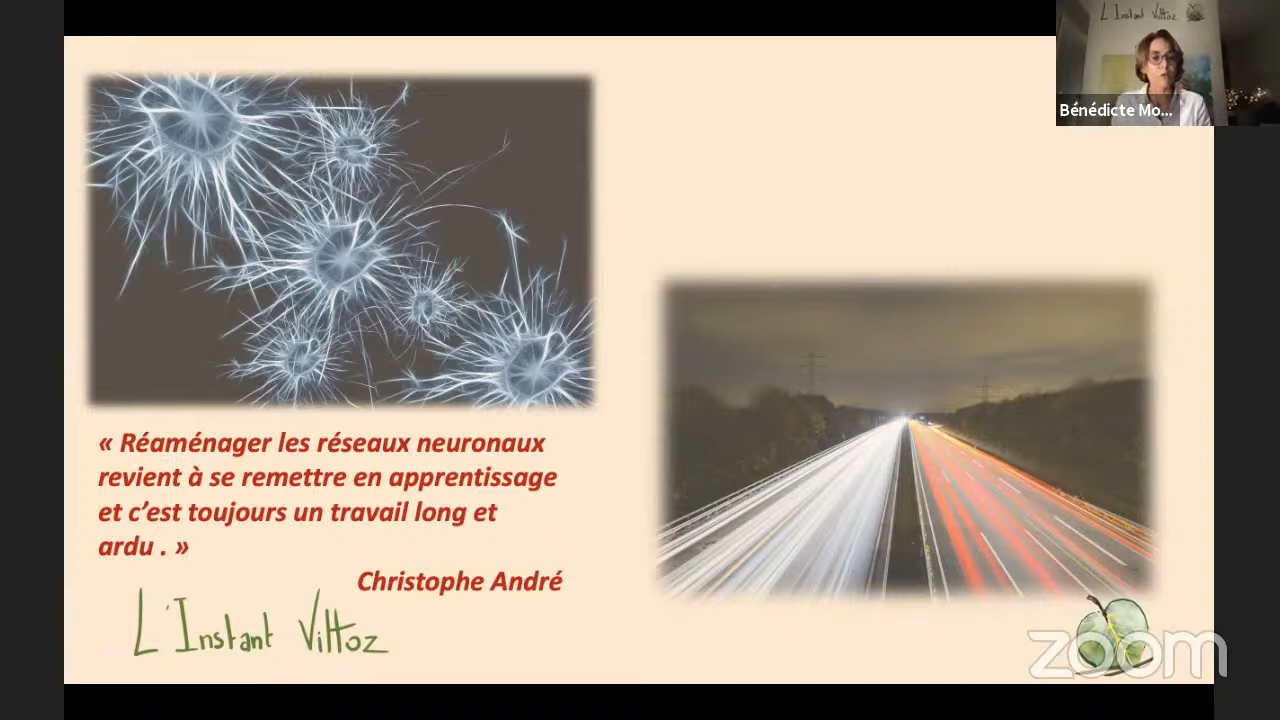 L'Instant Vittoz
Bénédicte Mo...
« Réaménager les réseaux neuronaux
revient à se remettre en apprentissage
et c’est toujours un travail long et
ardu . »
Christophe André
L'Instant Vittoz
zoom